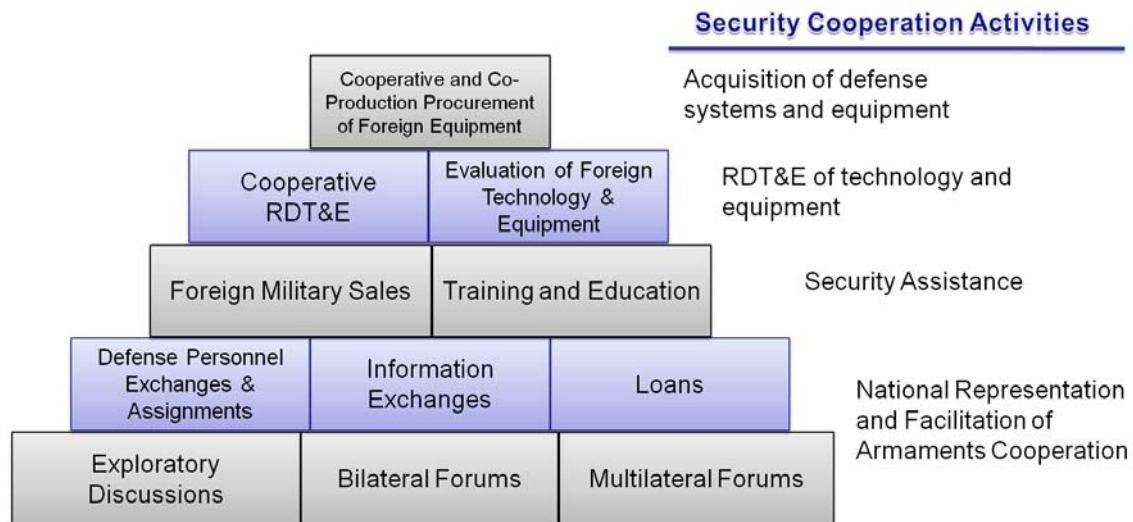 Security Cooperation Activities
Cooperative and Co-
Production Procurement
of Foreign Equipment
Acquisition of defense
systems and equipment
Cooperative
RDT&E
Evaluation of Foreign
Technology &
Equipment
RDT&E of technology and
equipment
Foreign Military Sales
Training and Education
Security Assistance
Defense Personnel
Exchanges &
Assignments
Information
Exchanges
Loans
National Representation
and Facilitation of
Armaments Cooperation
Exploratory
Discussions
Bilateral Forums
Multilateral Forums